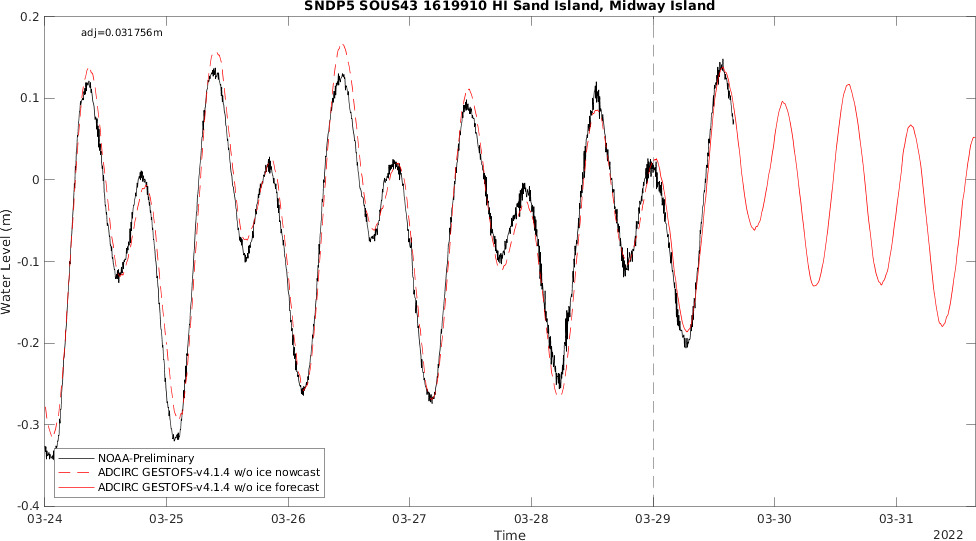 SNDP5 SOUS43 1619910 HI Sand Island, Midway Island
adj=0.031756m
0.2
0.1
0
-0.1
-0.2
-0.3
-0.4
Water Level (m)
NOAA-Preliminary
ADCIRC GESTOFS-v4.1.4 w/o ice nowcast
ADCIRC GESTOFS-v4.1.4 w/o ice forecast
03-24 03-25 03-26 03-27 03-28 03-29 03-30 03-31
Time
2022